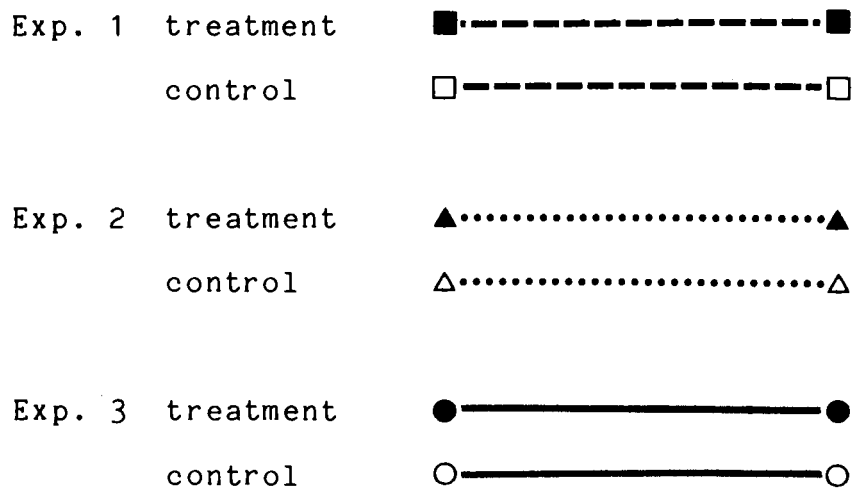 Exp. 1 treatment
control
Exp. 2 treatment
control
Exp. 3 treatment
control